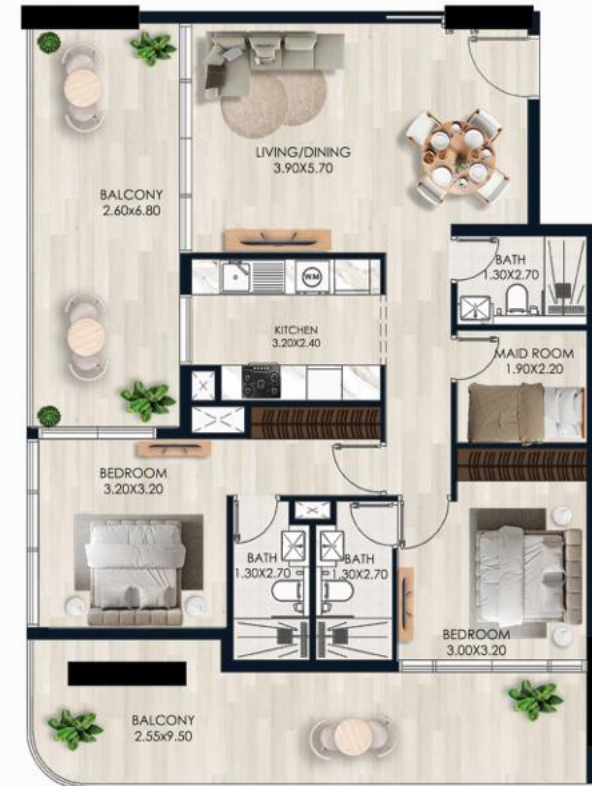 LIVING/DINING
3.90X5.70
BALCONY
2.60x6.80
BATH
1.30X2.70
WM
KITCHEN
3.20X2.40
MAID ROOM
1.90X2.20
BEDROOM
3.20X3.20
BATH
1.30X2.70
BATH
1.30X2.70
BEDROOM
3.00X3.20
BALCONY
2.55x9.50